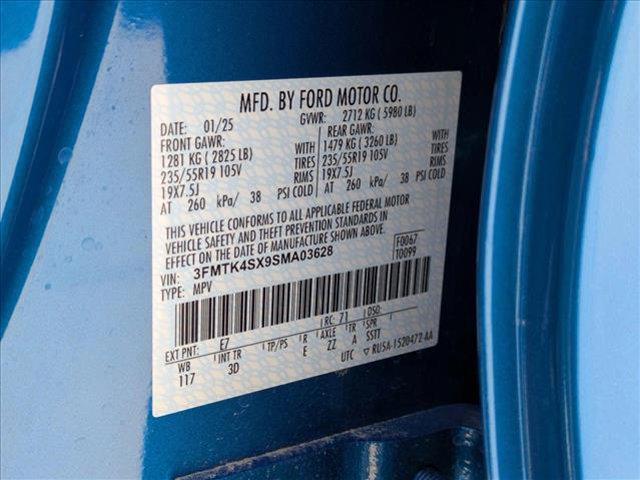 MFD. BY FORD MOTOR CO.
DATE: 01/25 GVWR: 2712 KG ( 5980 LB)
FRONT GAWR: REAR GAWR:
1281 KG ( 2825 LB) WITH 1479 KG ( 3260 LB) WITH
235/55R19 105V TIRES 235/55R19 105V TIRES
19X7.5J RIMS 19X7.5J RIMS
AT 260 kPa/ 38 PSI COLD AT 260 kPa/ 38 PSI COLD
THIS VEHICLE CONFORMS TO ALL APPLICABLE FEDERAL MOTOR
VEHICLE SAFETY AND THEFT PREVENTION STANDARDS IN
EFFECT ON THE DATE OF MANUFACTURE SHOWN ABOVE.
VIN: 3FMTK4SX9SMA03628 F0067
TYPE: MPV T0099
EXT PNT: E7 RC: 71 DSO:
WB INT TR TP/PS R AXLE TR SPR
117 3D E ZZ A SSTT
UTC ▽ RU5A-1520472-AA